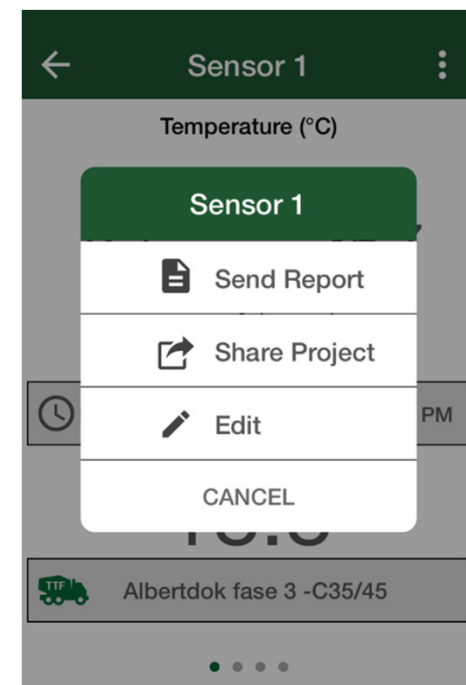 Sensor 1
Temperature (°C)
Sensor 1
Send Report
Share Project
Edit
PM
CANCEL
TTF
Albertdok fase 3 -C35/45